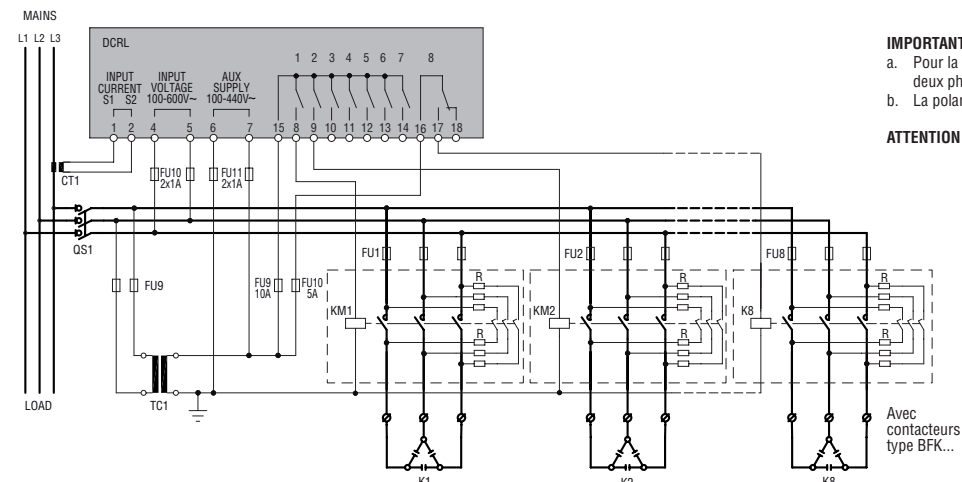 MAINS
L1 L2 L3
DCRL
INPUT CURRENT
S1 S2
INPUT VOLTAGE
100-600V~
AUX SUPPLY
100-440V~
1 2 3 4 5 6 7 8
1 2 4 5 6 7 15 8 9 10 11 12 13 14 16 17 18
CT1
FU10
2x1A
FU11
2x1A
QS1
FU9
FU9
10A
FU10
5A
FU1
FU2
FU8
KM1
R
R
KM2
R
R
K8
R
R
TC1
LOAD
K1
K8
IMPORTANT
a. Pour la
deux ph
b. La polar
ATTENTION
Avec
contacteurs
type BFK...